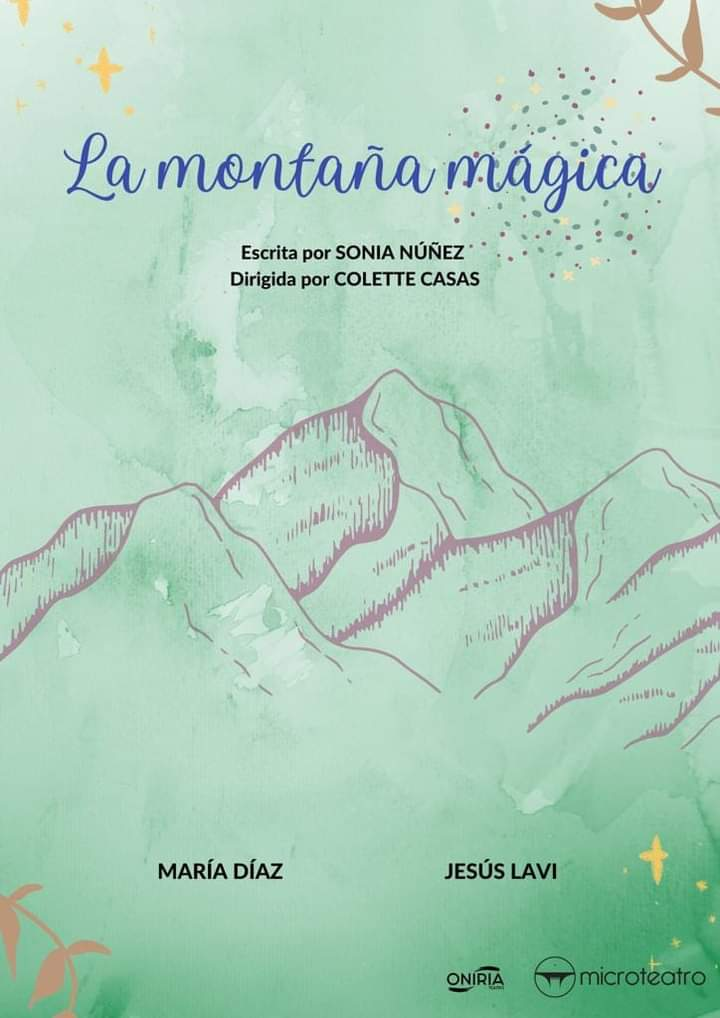 La montaña mágica
Escrita por SONIA NÚÑEZ
Dirigida por COLETTE CASAS
MARÍA DÍAZ
JESÚS LAVI
ONIRIA
microteatro